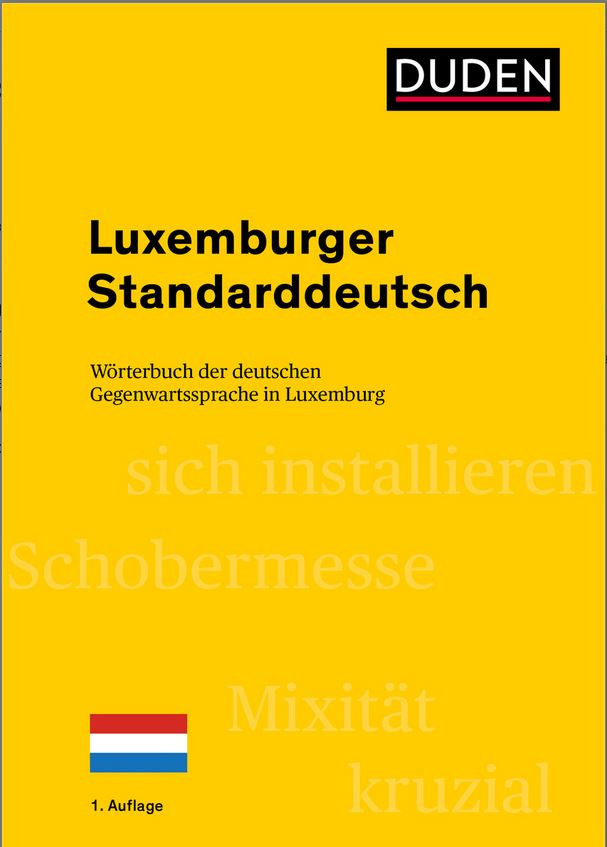 DUDEN
Luxemburger
Standarddeutsch
Wörterbuch der deutschen
Gegenwartssprache in Luxemburg
sich installieren
Schobermesse
Mixität
kruzial
1. Auflage